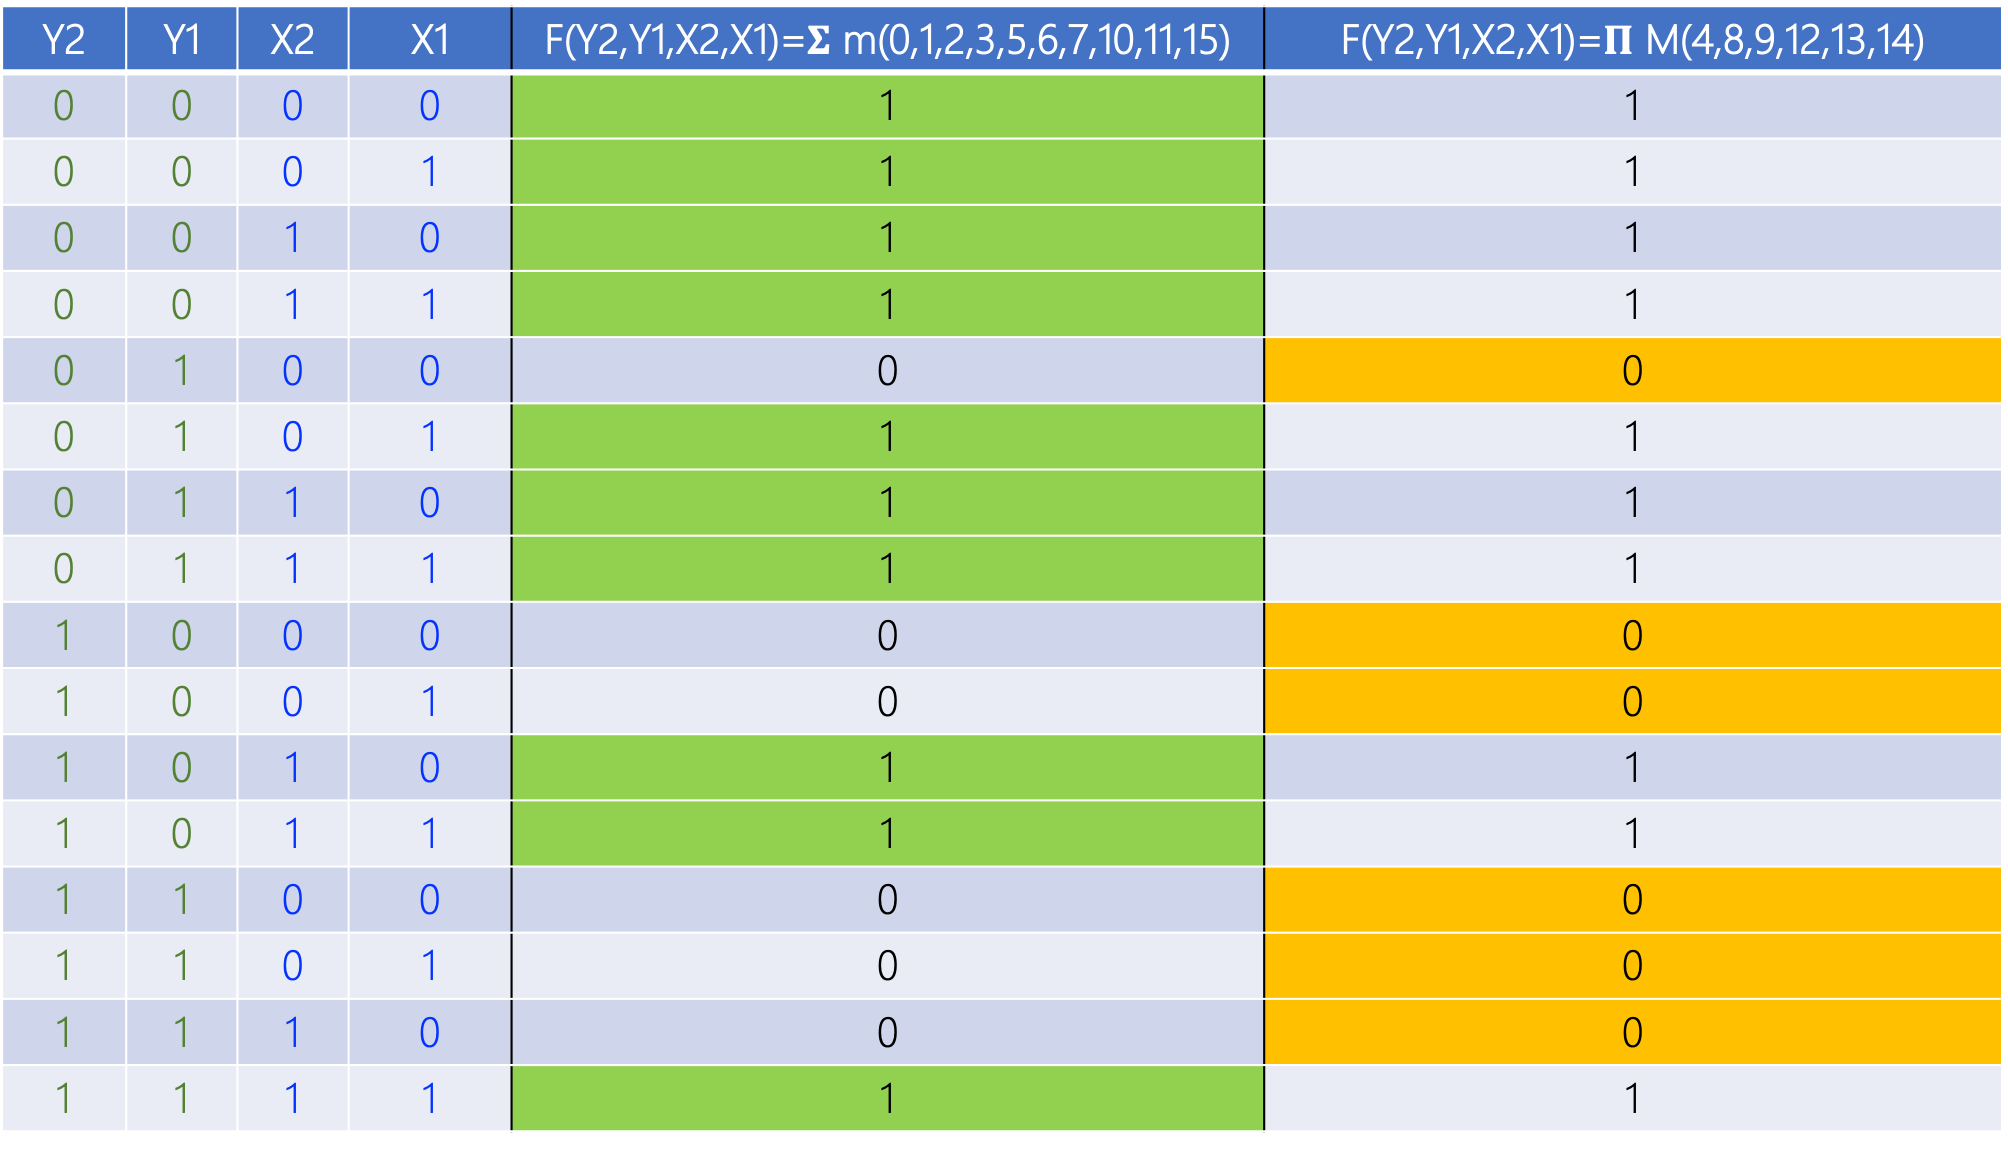 Y2 Y1 X2 X1 F(Y2,Y1,X2,X1)=Σ m(0,1,2,3,5,6,7,10,11,15) F(Y2,Y1,X2,X1)=Π M(4,8,9,12,13,14)
0 0 0 0 1 1
0 0 0 1 1 1
0 0 1 0 1 1
0 0 1 1 1 1
0 1 0 0 0 0
0 1 0 1 1 1
0 1 1 0 1 1
0 1 1 1 1 1
1 0 0 0 0 0
1 0 0 1 0 0
1 0 1 0 1 1
1 0 1 1 1 1
1 1 0 0 0 0
1 1 0 1 0 0
1 1 1 0 0 0
1 1 1 1 1 1